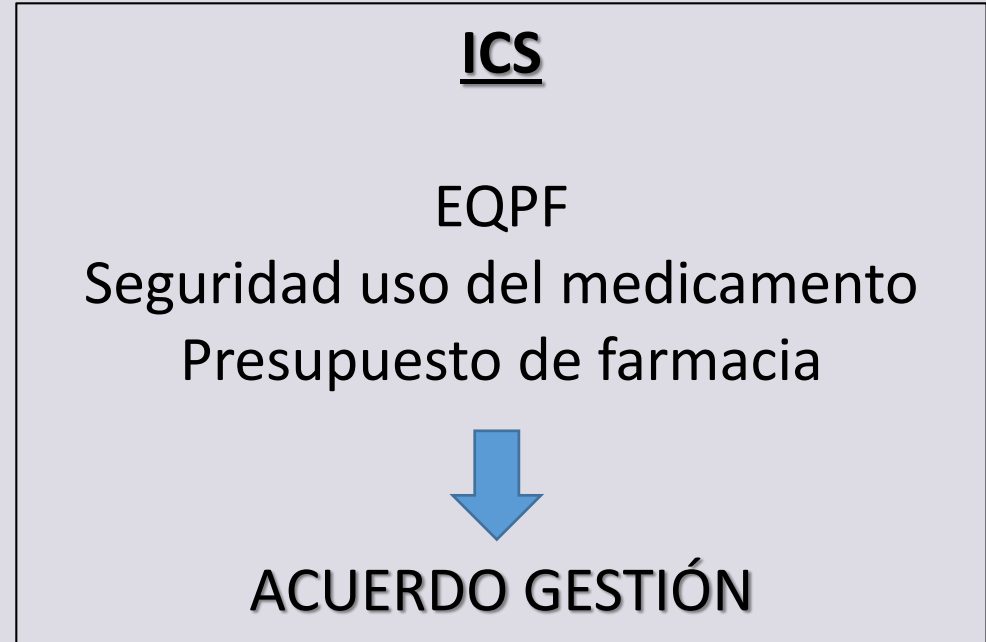 ICS
EQPF
Seguridad uso del medicamento
Presupuesto de farmacia
ACUERDO GESTIÓN